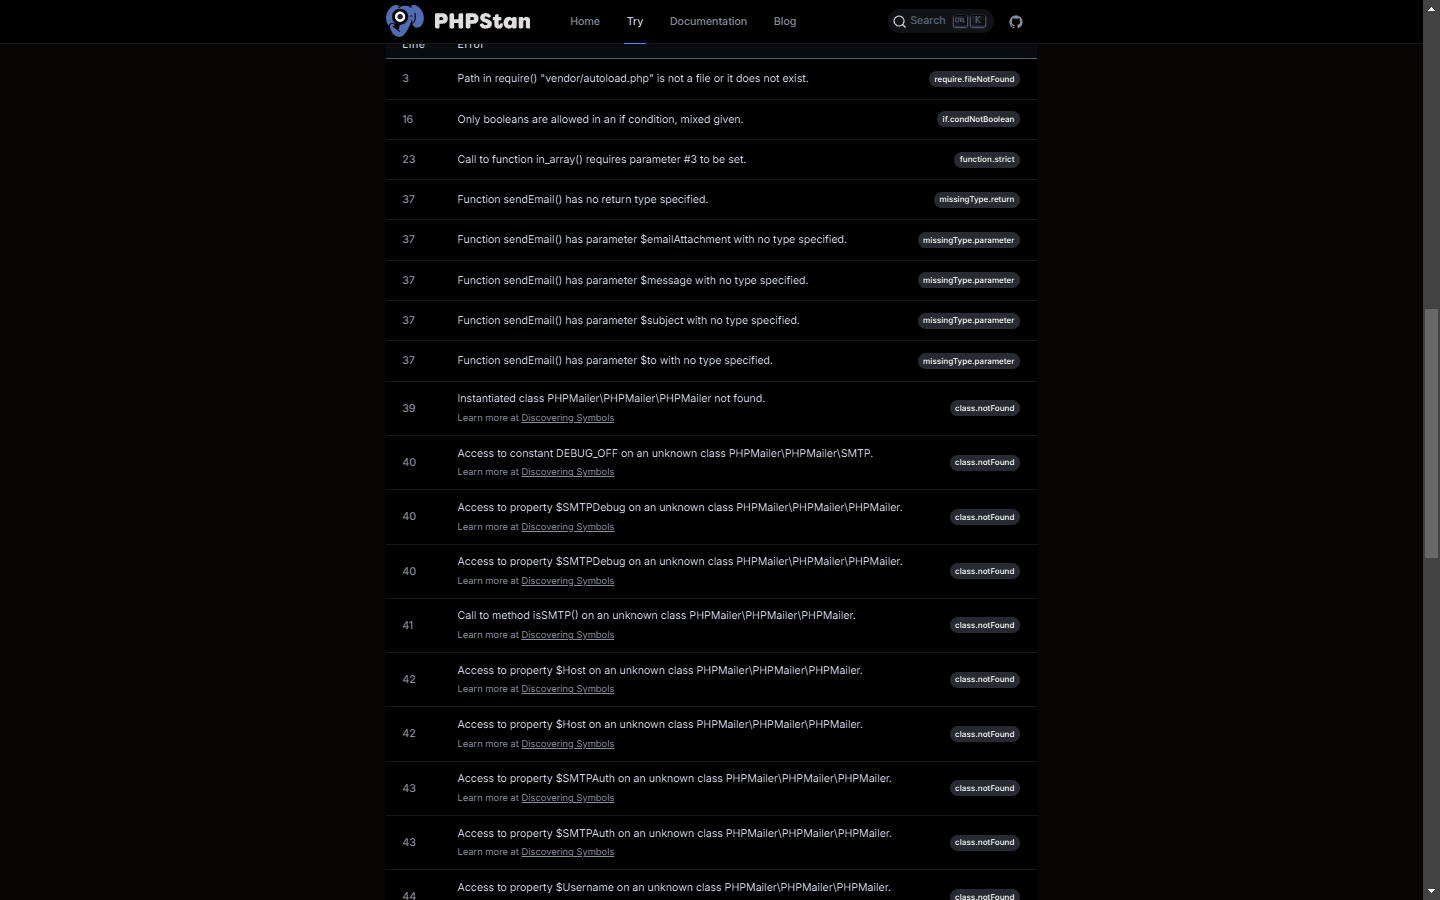 PHPStan
Home
Try
Documentation
Blog
Search
K
Line Error
3 Path in require() "vendor/autoload.php" is not a file or it does not exist. require.fileNotFound
16 Only booleans are allowed in an if condition, mixed given. if.condNotBoolean
23 Call to function in_array() requires parameter #3 to be set. function.strict
37 Function sendEmail() has no return type specified. missingType.return
37 Function sendEmail() has parameter $emailAttachment with no type specified. missingType.parameter
37 Function sendEmail() has parameter $message with no type specified. missingType.parameter
37 Function sendEmail() has parameter $subject with no type specified. missingType.parameter
37 Function sendEmail() has parameter $to with no type specified. missingType.parameter
39 Instantiated class PHPMailer\PHPMailer\PHPMailer not found. class.notFound
Learn more at Discovering Symbols
40 Access to constant DEBUG_OFF on an unknown class PHPMailer\PHPMailer\SMTP. class.notFound
Learn more at Discovering Symbols
40 Access to property $SMTPDebug on an unknown class PHPMailer\PHPMailer\PHPMailer. class.notFound
Learn more at Discovering Symbols
40 Access to property $SMTPDebug on an unknown class PHPMailer\PHPMailer\PHPMailer. class.notFound
Learn more at Discovering Symbols
41 Call to method isSMTP() on an unknown class PHPMailer\PHPMailer\PHPMailer. class.notFound
Learn more at Discovering Symbols
42 Access to property $Host on an unknown class PHPMailer\PHPMailer\PHPMailer. class.notFound
Learn more at Discovering Symbols
42 Access to property $Host on an unknown class PHPMailer\PHPMailer\PHPMailer. class.notFound
Learn more at Discovering Symbols
43 Access to property $SMTPAuth on an unknown class PHPMailer\PHPMailer\PHPMailer. class.notFound
Learn more at Discovering Symbols
43 Access to property $SMTPAuth on an unknown class PHPMailer\PHPMailer\PHPMailer. class.notFound
Learn more at Discovering Symbols
44 Access to property $Username on an unknown class PHPMailer\PHPMailer\PHPMailer. class.notFound